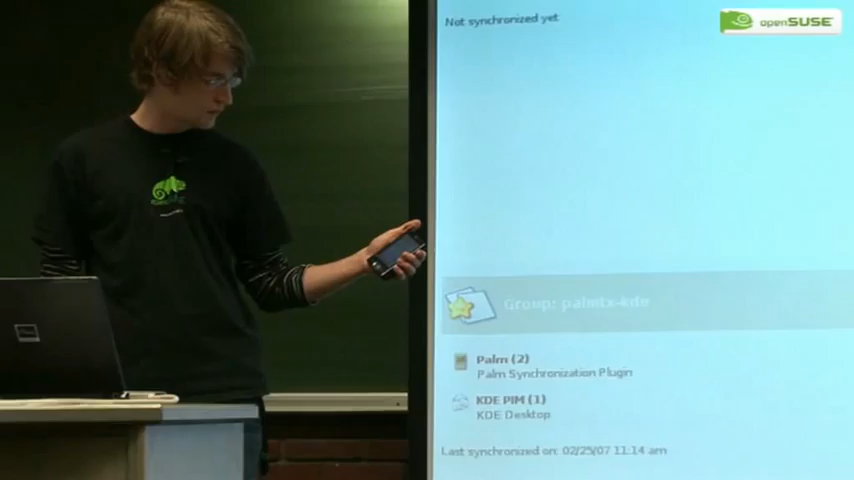 Not synchronized yet
openSUSE
Group: palmtx-kde
Palm (2)
Palm Synchronization Plugin
KDE PIM (1)
KDE Desktop
Last synchronized on: 02/25/07 11:14 am